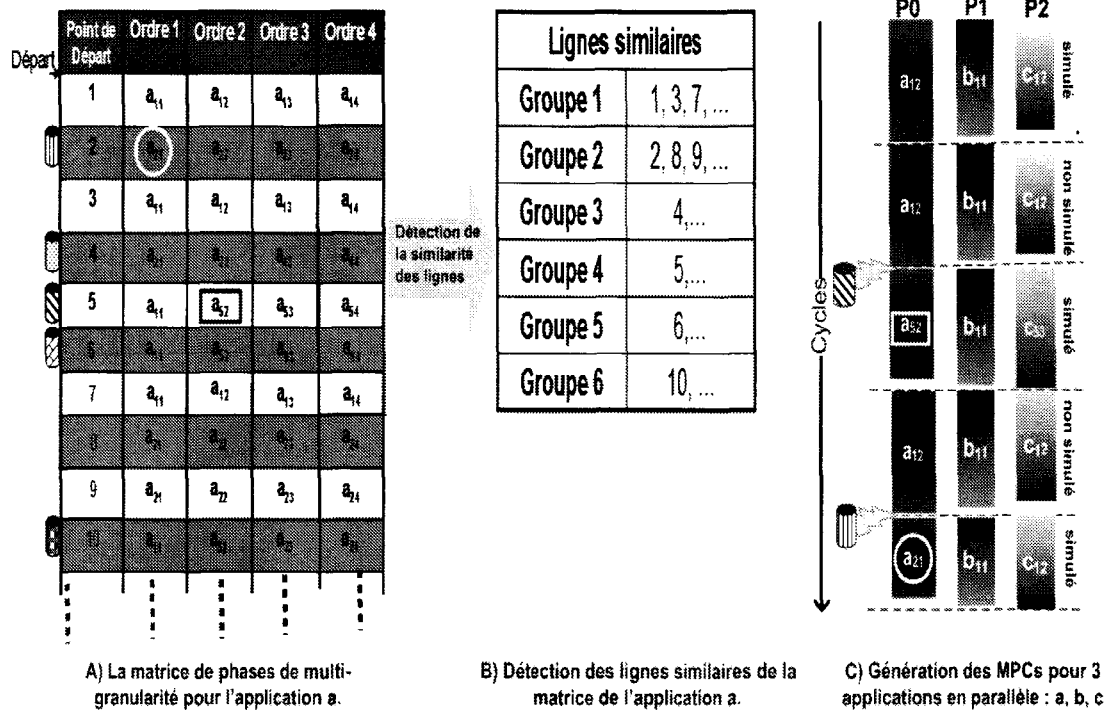 Départ
Point de Départ Ordre 1 Ordre 2 Ordre 3 Ordre 4
1 a11 a12 a13 a14
2
3 a11 a12 a13 a14
4
5 a11 a52 a53 a54
6
7 a11 a12 a13 a14
8
9 a21 a22 a23 a24
10
Détection de
la similarité
des lignes
Lignes similaires
Groupe 1 1, 3, 7, ...
Groupe 2 2, 8, 9, ...
Groupe 3 4,...
Groupe 4 5,...
Groupe 5 6,...
Groupe 6 10, ...
Cycles
P0 P1 P2
a12 b11 c12 simulé
a12 b11 c12 non simulé
a52 b11 simulé
a12 b11 c12 non simulé
a21 b11 c12 simulé
A) La matrice de phases de multi-
granularité pour l'application a.
B) Détection des lignes similaires de la
matrice de l'application a.
C) Génération des MPCs pour 3
applications en parallèle : a, b, c